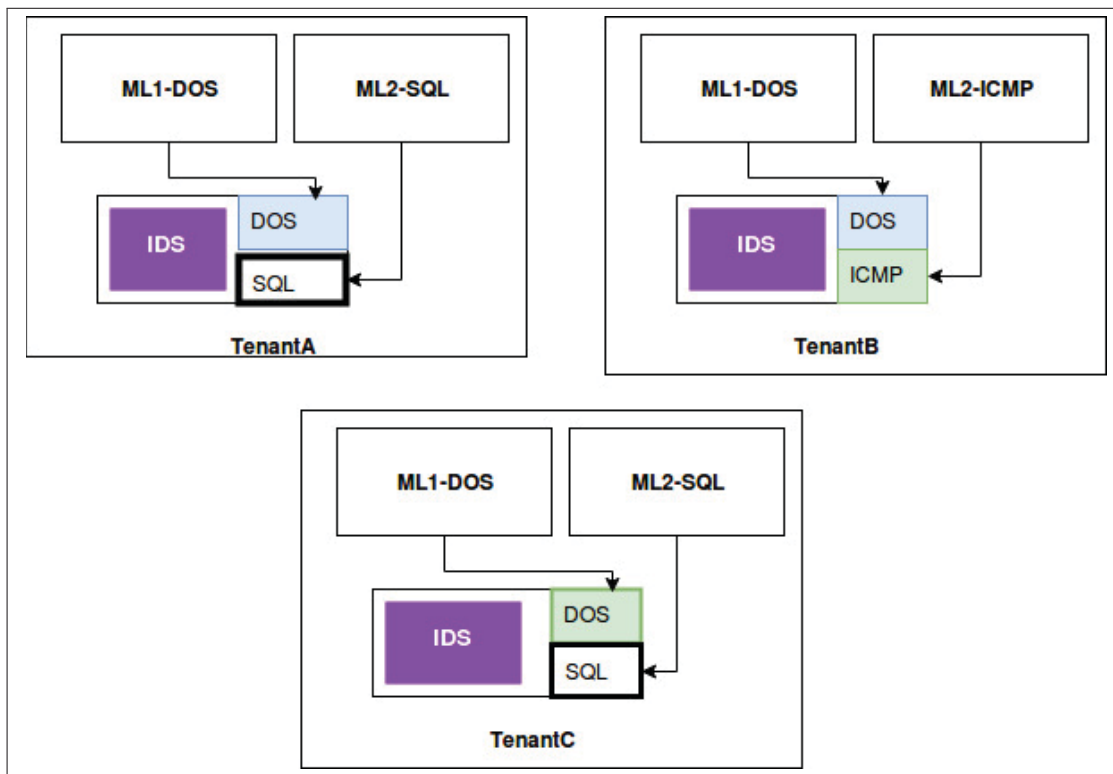 ML1-DOS
ML2-SQL
IDS
DOS
SQL
TenantA
ML1-DOS
ML2-ICMP
IDS
DOS
ICMP
TenantB
ML1-DOS
ML2-SQL
IDS
DOS
SQL
TenantC